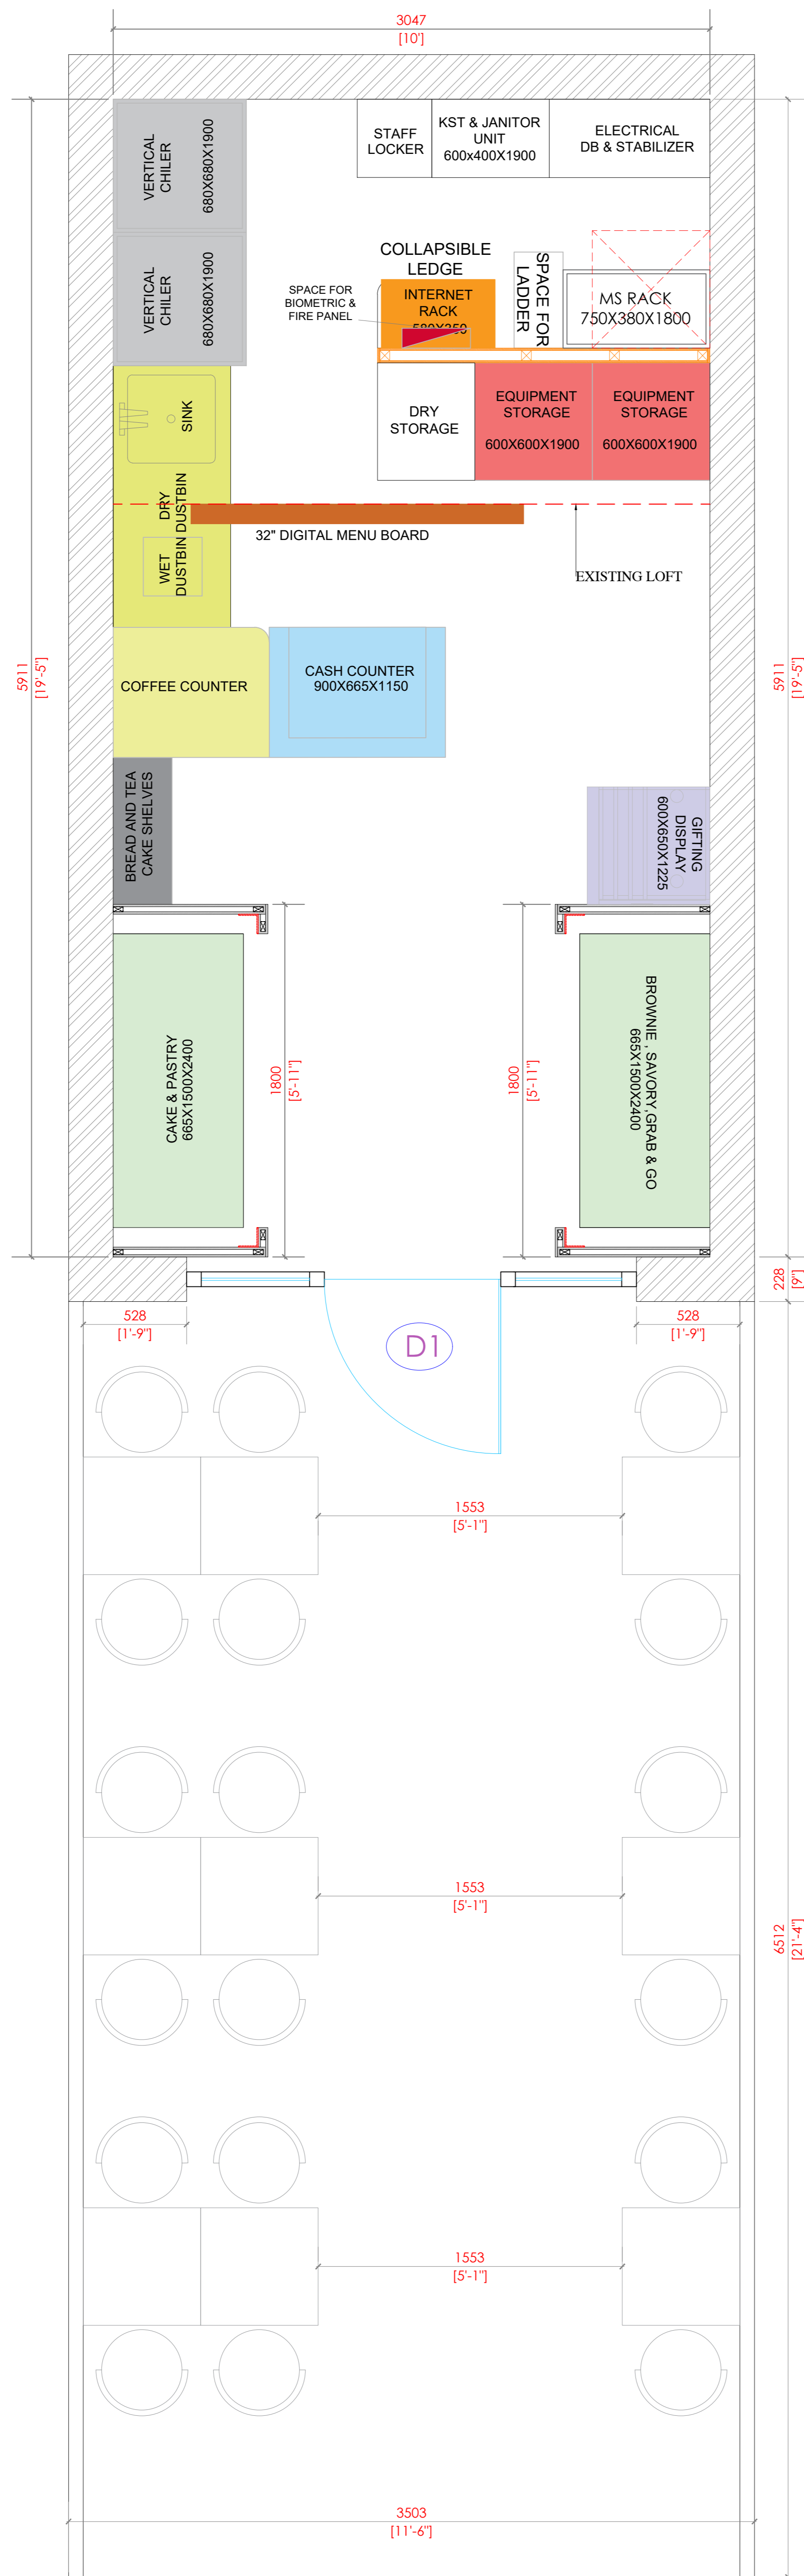 3047
[10']
VERTICAL
CHILER
680X680X1900
STAFF
LOCKER
KST & JANITOR
UNIT
600x400X1900
ELECTRICAL
DB & STABILIZER
VERTICAL
CHILER
680X680X1900
COLLAPSIBLE
LEDGE
SPACE FOR
BIOMETRIC &
FIRE PANEL
INTERNET
RACK
580X350
SPACE FOR
LADDER
MS RACK
750X380X1800
SINK
DRY
STORAGE
EQUIPMENT
STORAGE
600X600X1900
EQUIPMENT
STORAGE
600X600X1900
DRY
DUSTBIN
WET
DUSTBIN
32" DIGITAL MENU BOARD
EXISTING LOFT
5911
[19'-5"]
5911
[19'-5"]
COFFEE COUNTER
CASH COUNTER
900X665X1150
BREAD AND TEA
CAKE SHELVES
GIFTING
DISPLAY
600X650X1225
CAKE & PASTRY
665X1500X2400
1800
[5'-11"]
1800
[5'-11"]
BROWNIE , SAVORY,GRAB & GO
665X1500X2400
228
[9"]
528
[1'-9"]
D1
528
[1'-9"]
1553
[5'-1"]
1553
[5'-1"]
6512
[21'-4"]
1553
[5'-1"]
3503
[11'-6"]